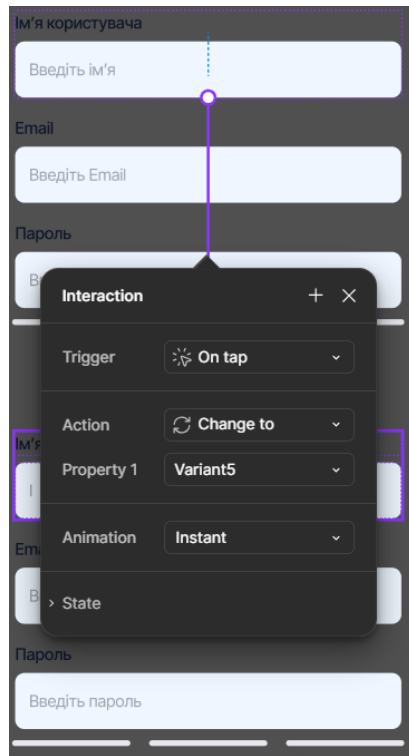 Ім'я користувача
Введіть ім'я
Email
Введіть Email
Пароль
Interaction
Trigger On tap
Action Change to
Property 1 Variant5
Animation Instant
State
Пароль
Введіть пароль